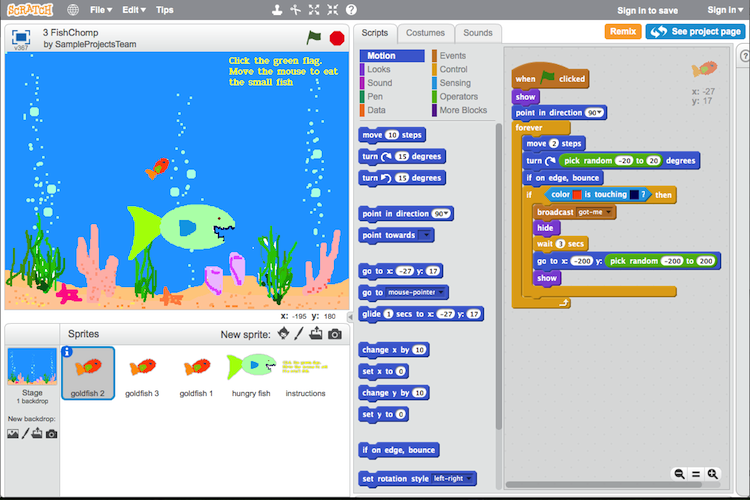 SCRATCH File▼ Edit▼ Tips Sign in to save Sign in▼
3 FishChomp
by SampleProjectsTeam
v367
Click the green flag.
Move the mouse to eat
the small fish
x: -195 y: 180
Sprites New sprite:
Stage
1 backdrop
New backdrop:
goldfish 2 goldfish 3 goldfish 1 hungry fish instructions
Scripts Costumes Sounds
Remix See project page
Motion Events
Looks Control
Sound Sensing
Pen Operators
Data More Blocks
move 10 steps
turn 15 degrees
turn 15 degrees
point in direction 90▼
point towards
go to x: -27 y: 17
go to mouse-pointer
glide 1 secs to x: -27 y: 17
change x by 10
set x to 0
change y by 10
set y to 0
if on edge, bounce
set rotation style left-right
when clicked
show
point in direction 90▼
forever
move 2 steps
turn pick random -20 to 20 degrees
if on edge, bounce
if color is touching ? then
broadcast got-me
hide
wait 1 secs
go to x: -200 y: pick random -200 to 200
show
x: -27
y: 17